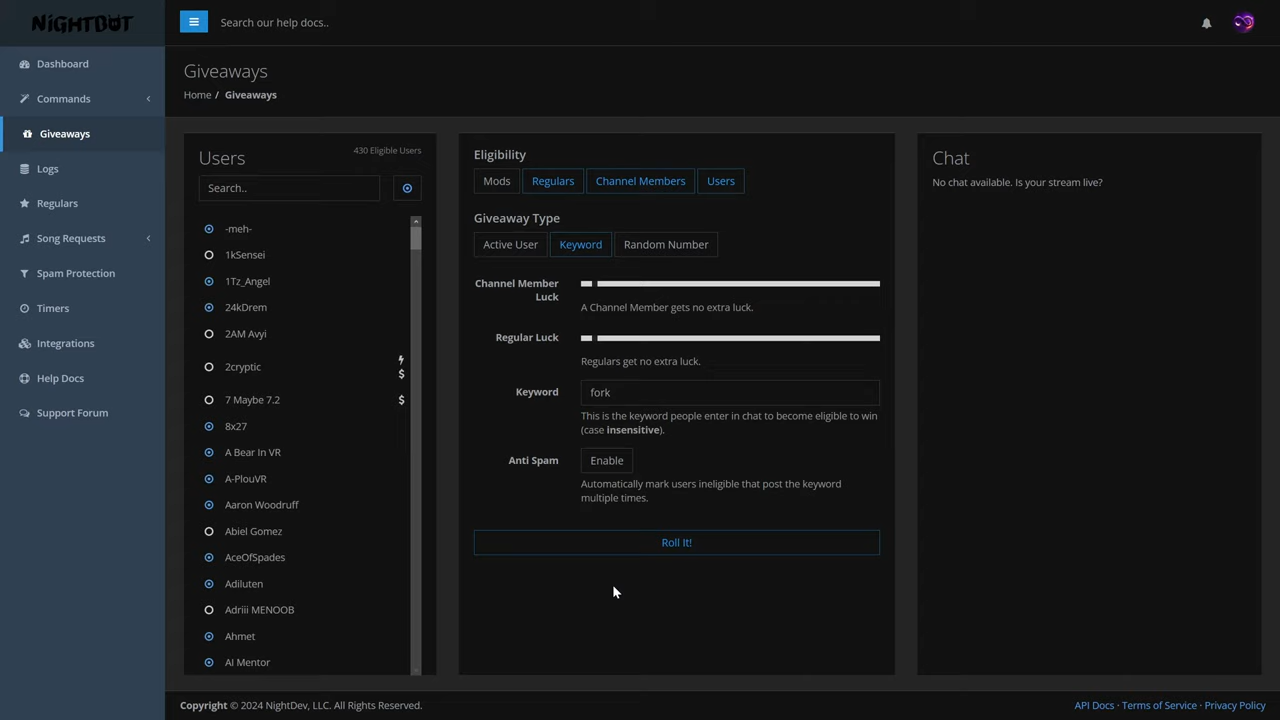 NiGHTBOT
Search our help docs..
Dashboard
Commands
Giveaways
Logs
Regulars
Song Requests
Spam Protection
Timers
Integrations
Help Docs
Support Forum
Giveaways
Home / Giveaways
Users
430 Eligible Users
Search..
-meh-
1kSensei
1Tz_Angel
24kDrem
2AM Avyi
2cryptic
$
7 Maybe 7.2 $
8x27
A Bear In VR
A-PlouVR
Aaron Woodruff
Abiel Gomez
AceOfSpades
Adiluten
Adriii MENOOB
Ahmet
AI Mentor
Eligibility
Mods Regulars Channel Members Users
Giveaway Type
Active User Keyword Random Number
Channel Member
Luck
A Channel Member gets no extra luck.
Regular Luck
Regulars get no extra luck.
Keyword fork
This is the keyword people enter in chat to become eligible to win
(case insensitive).
Anti Spam Enable
Automatically mark users ineligible that post the keyword
multiple times.
Roll It!
Chat
No chat available. Is your stream live?
Copyright © 2024 NightDev, LLC. All Rights Reserved.
API Docs · Terms of Service · Privacy Policy